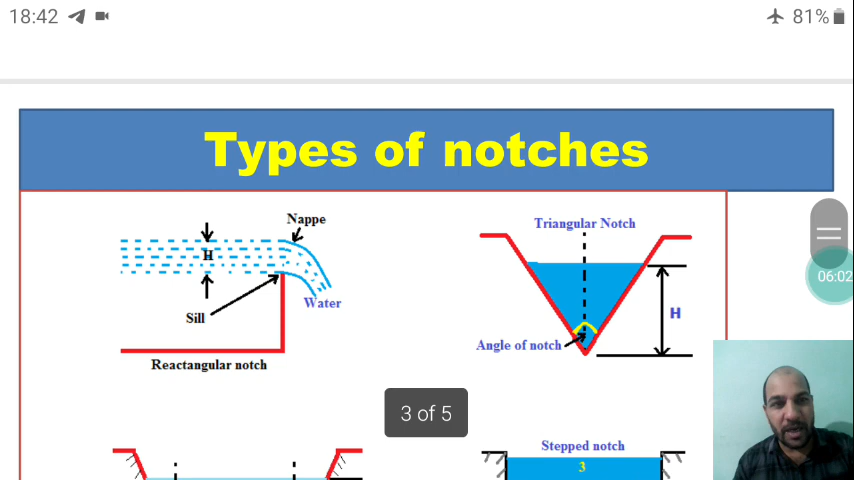 18:42
81%
Types of notches
Nappe
H
Water
Sill
Reactangular notch
Triangular Notch
H
Angle of notch
06:02
3 of 5
Stepped notch
3